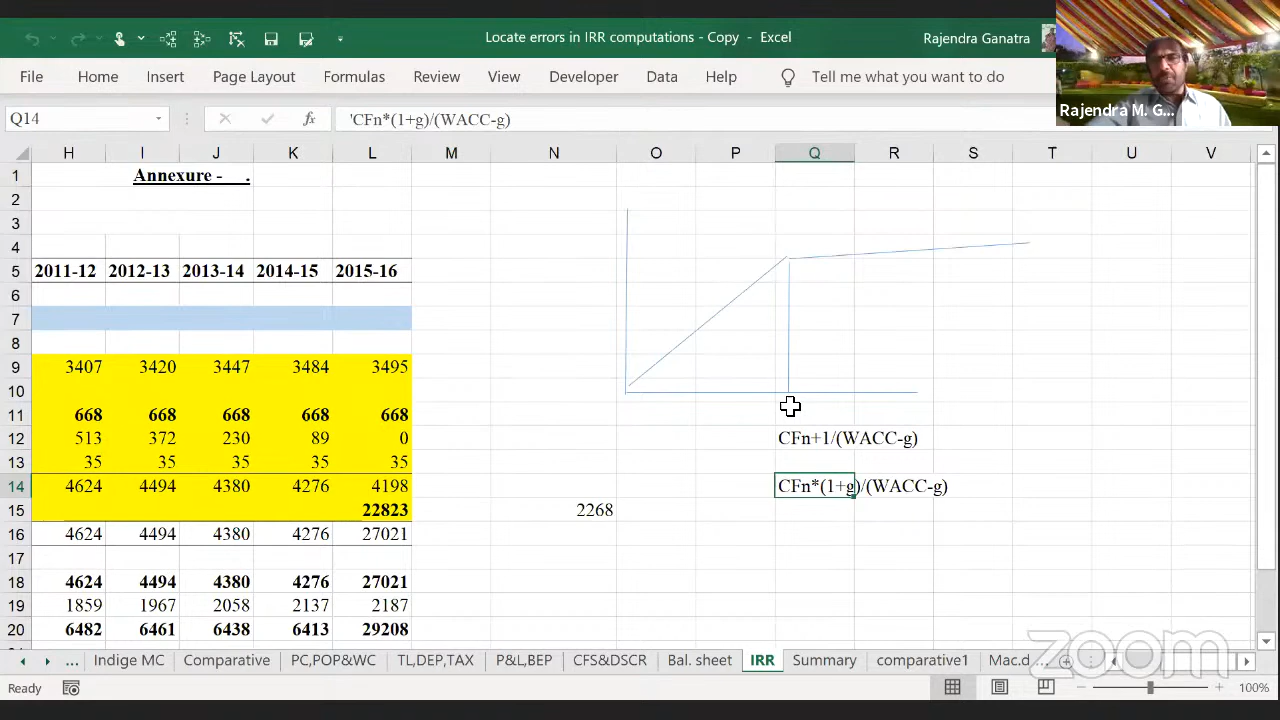 Locate errors in IRR computations - Copy - Excel
Rajendra Ganatra
File Home Insert Page Layout Formulas Review View Developer Data Help Tell me what you want to do
Rajendra M. G...
Q14 fx 'CFn*(1+g)/(WACC-g)
H I J K L M N O P Q R S T U V
1 Annexure - .
2
3
4
5 2011-12 2012-13 2013-14 2014-15 2015-16
6
7
8
9 3407 3420 3447 3484 3495
10
11 668 668 668 668 668
12 513 372 230 89 0 CFn+1/(WACC-g)
13 35 35 35 35 35
14 4624 4494 4380 4276 4198 CFn*(1+g)/(WACC-g)
15 22823 2268
16 4624 4494 4380 4276 27021
17
18 4624 4494 4380 4276 27021
19 1859 1967 2058 2137 2187
20 6482 6461 6438 6413 29208
... Indige MC Comparative PC,POP&WC TL,DEP,TAX P&L,BEP CFS&DSCR Bal. sheet IRR Summary comparative1 Mac.d ...
zoom
Ready 100%